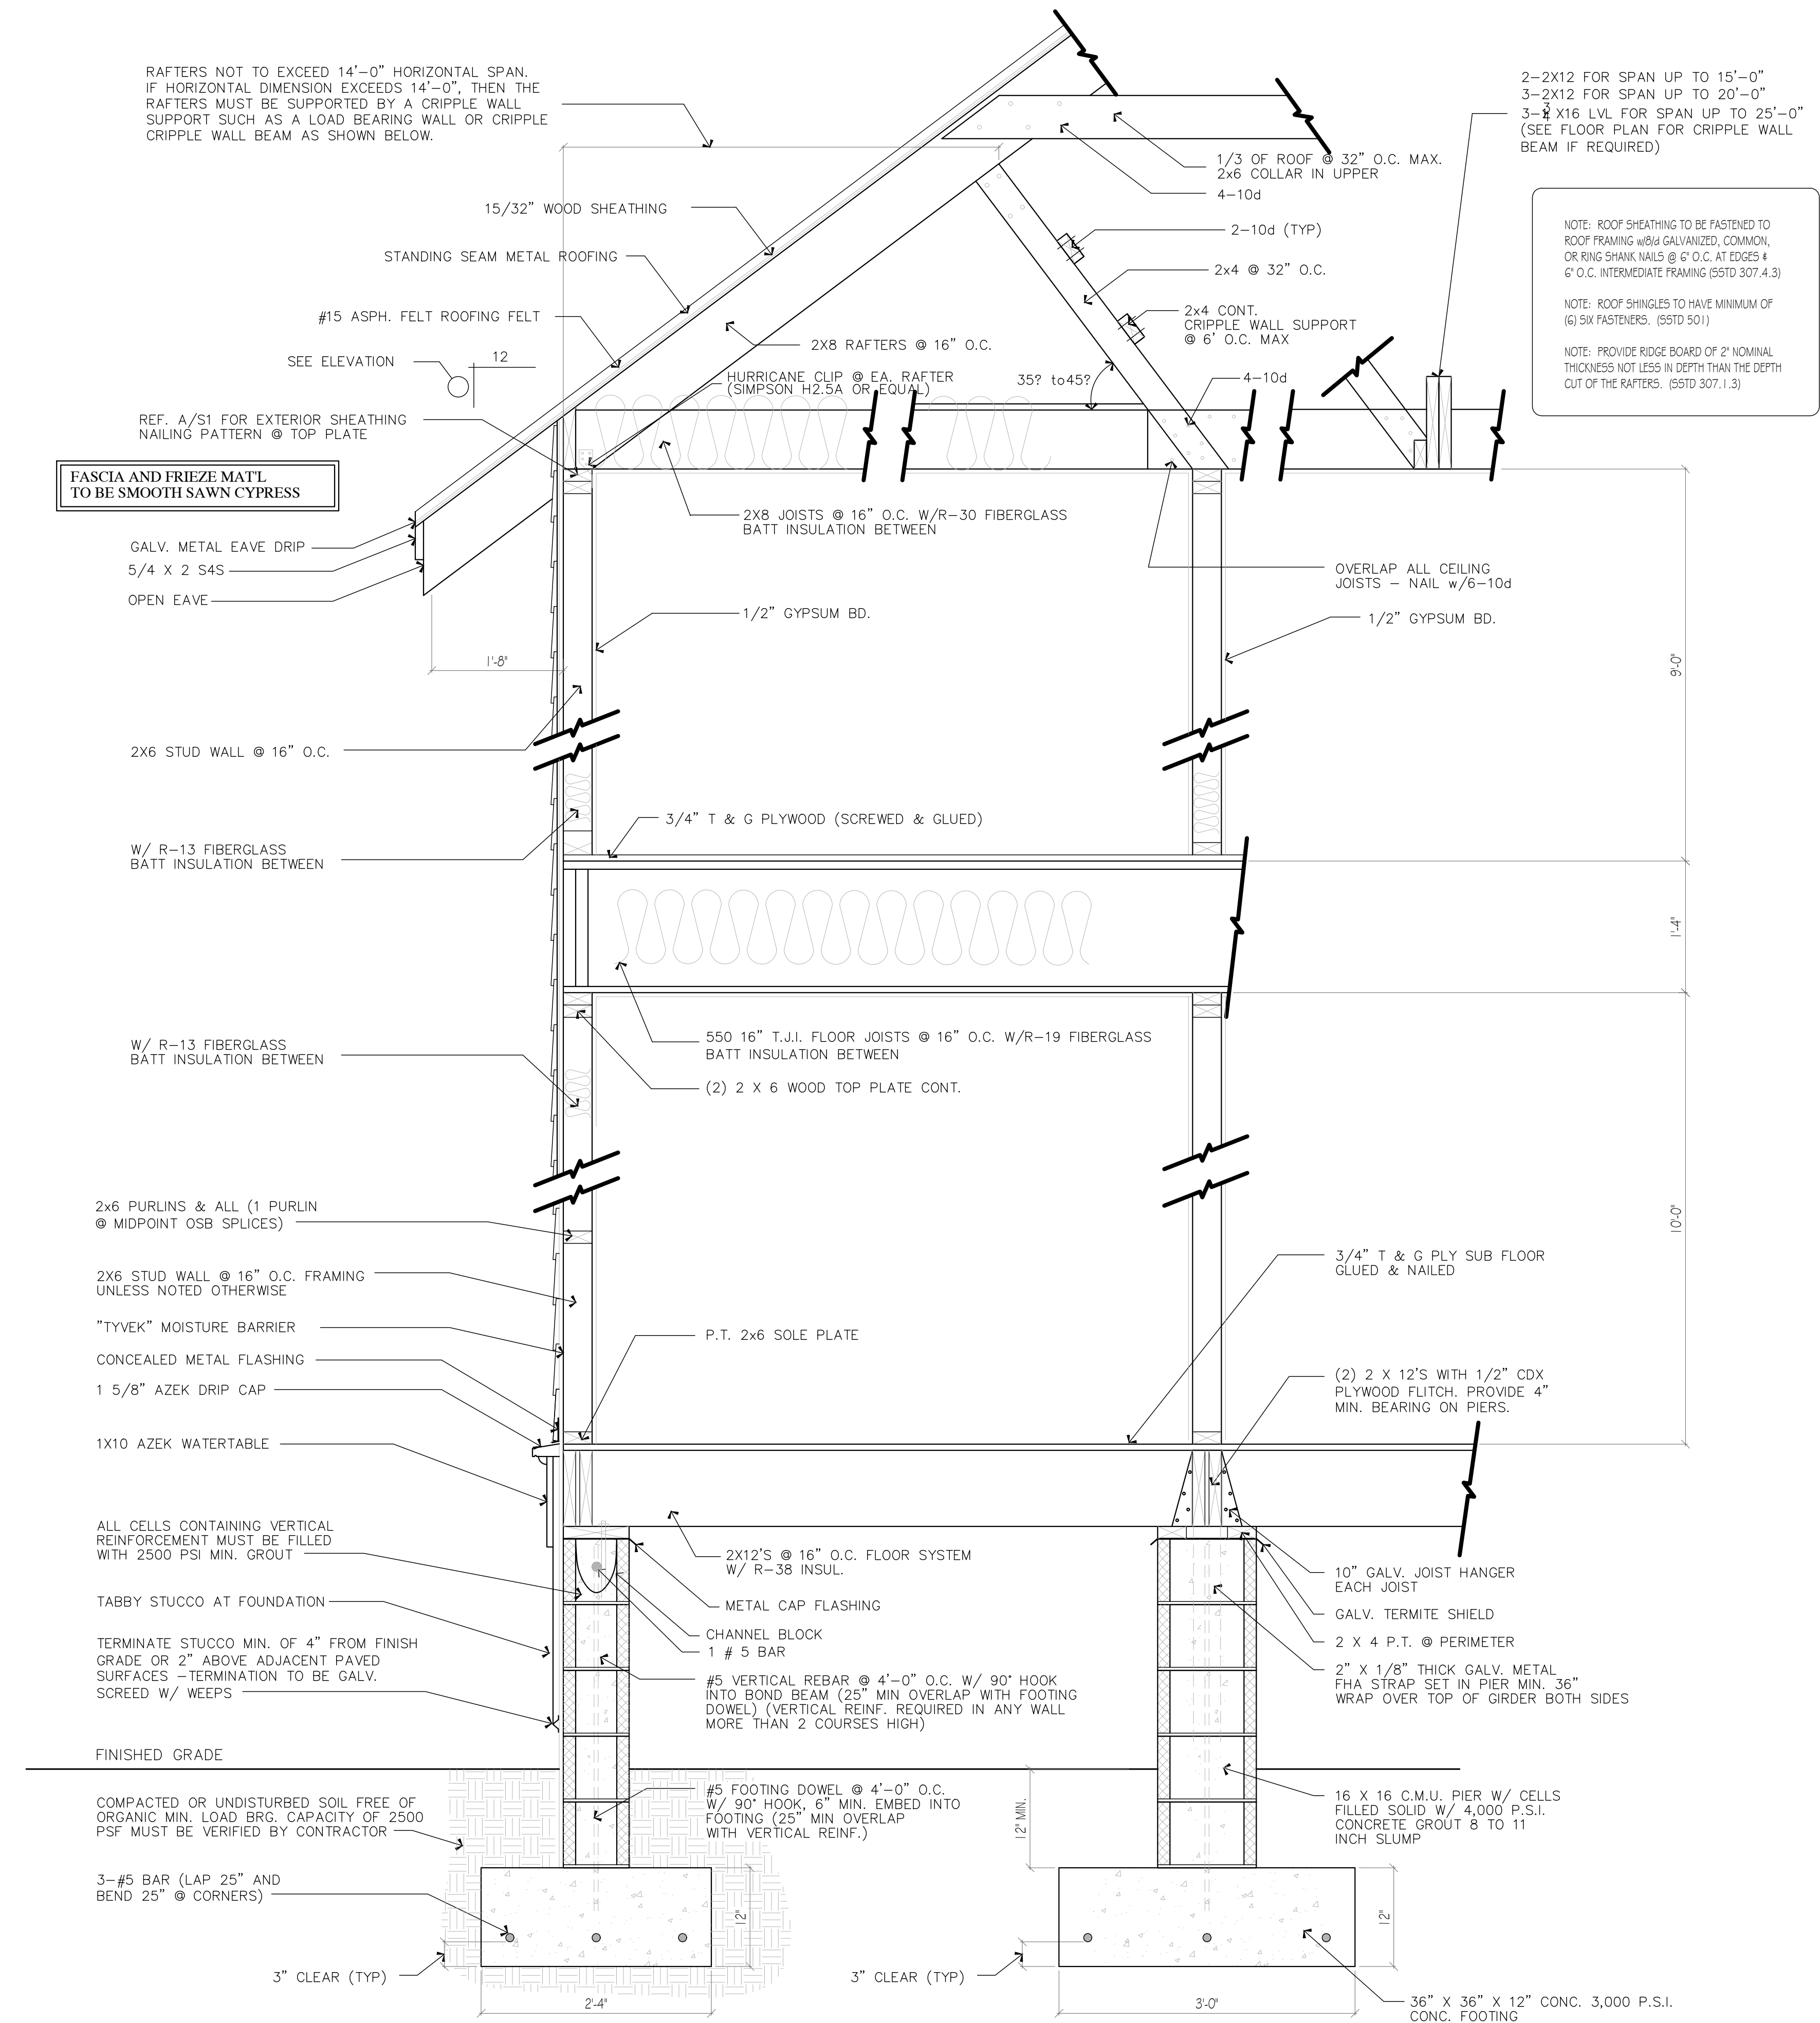 RAFTERS NOT TO EXCEED 14'-0" HORIZONTAL SPAN.
IF HORIZONTAL DIMENSION EXCEEDS 14'-0", THEN THE
RAFTERS MUST BE SUPPORTED BY A CRIPPLE WALL
SUPPORT SUCH AS A LOAD BEARING WALL OR CRIPPLE
CRIPPLE WALL BEAM AS SHOWN BELOW.
2-2X12 FOR SPAN UP TO 15'-0"
3-2X12 FOR SPAN UP TO 20'-0"
X16 LVL FOR SPAN UP TO 25'-0"
(SEE FLOOR PLAN FOR CRIPPLE WALL
BEAM IF REQUIRED)
1/3 OF ROOF @ 32" O.C. MAX.
2x6 COLLAR IN UPPER
4-10d
15/32" WOOD SHEATHING
2-10d (TYP)
STANDING SEAM METAL ROOFING
2x4 @ 32" O.C.
#15 ASPH. FELT ROOFING FELT
2x4 CONT.
CRIPPLE WALL SUPPORT
@ 6' O.C. MAX
NOTE: ROOF SHEATHING TO BE FASTENED TO
ROOF FRAMING w/8/d GALVANIZED, COMMON,
OR RING SHANK NAILS @ 6" O.C. AT EDGES &
6" O.C. INTERMEDIATE FRAMING (SSTD 307.4.3)
NOTE: ROOF SHINGLES TO HAVE MINIMUM OF
(6) SIX FASTENERS. (SSTD 501)
NOTE: PROVIDE RIDGE BOARD OF 2" NOMINAL
THICKNESS NOT LESS IN DEPTH THAN THE DEPTH
CUT OF THE RAFTERS. (SSTD 307.1.3)
2X8 RAFTERS @ 16" O.C.
SEE ELEVATION
12
HURRICANE CLIP @ EA. RAFTER
(SIMPSON H2.5A OR EQUAL)
35? to45?
4-10d
REF. A/S1 FOR EXTERIOR SHEATHING
NAILING PATTERN @ TOP PLATE
FASCIA AND FRIEZE MAT'L
TO BE SMOOTH SAWN CYPRESS
2X8 JOISTS @ 16" O.C. W/R-30 FIBERGLASS
BATT INSULATION BETWEEN
GALV. METAL EAVE DRIP
5/4 X 2 S4S
OPEN EAVE
OVERLAP ALL CEILING
JOISTS - NAIL w/6-10d
1/2" GYPSUM BD.
1/2" GYPSUM BD.
1'-8"
9'-0"
2X6 STUD WALL @ 16" O.C.
3/4" T & G PLYWOOD (SCREWED & GLUED)
W/ R-13 FIBERGLASS
BATT INSULATION BETWEEN
1'-4"
550 16" T.J.I. FLOOR JOISTS @ 16" O.C. W/R-19 FIBERGLASS
BATT INSULATION BETWEEN
W/ R-13 FIBERGLASS
BATT INSULATION BETWEEN
(2) 2 X 6 WOOD TOP PLATE CONT.
2x6 PURLINS & ALL (1 PURLIN
@ MIDPOINT OSB SPLICES)
10'-0"
3/4" T & G PLY SUB FLOOR
GLUED & NAILED
2X6 STUD WALL @ 16" O.C. FRAMING
UNLESS NOTED OTHERWISE
"TYVEK" MOISTURE BARRIER
P.T. 2x6 SOLE PLATE
CONCEALED METAL FLASHING
1 5/8" AZEK DRIP CAP
(2) 2 X 12'S WITH 1/2" CDX
PLYWOOD FLITCH. PROVIDE 4"
MIN. BEARING ON PIERS.
1X10 AZEK WATERTABLE
ALL CELLS CONTAINING VERTICAL
REINFORCEMENT MUST BE FILLED
WITH 2500 PSI MIN. GROUT
2X12'S @ 16" O.C. FLOOR SYSTEM
W/ R-38 INSUL.
10" GALV. JOIST HANGER
EACH JOIST
TABBY STUCCO AT FOUNDATION
METAL CAP FLASHING
GALV. TERMITE SHIELD
CHANNEL BLOCK
1 # 5 BAR
2 X 4 P.T. @ PERIMETER
TERMINATE STUCCO MIN. OF 4" FROM FINISH
GRADE OR 2" ABOVE ADJACENT PAVED
SURFACES -TERMINATION TO BE GALV.
SCREED W/ WEEPS
#5 VERTICAL REBAR @ 4'-0" O.C. W/ 90° HOOK
INTO BOND BEAM (25" MIN OVERLAP WITH FOOTING
DOWEL) (VERTICAL REINF. REQUIRED IN ANY WALL
MORE THAN 2 COURSES HIGH)
2" X 1/8" THICK GALV. METAL
FHA STRAP SET IN PIER MIN. 36"
WRAP OVER TOP OF GIRDER BOTH SIDES
FINISHED GRADE
#5 FOOTING DOWEL @ 4'-0" O.C.
W/ 90° HOOK, 6" MIN. EMBED INTO
FOOTING (25" MIN OVERLAP
WITH VERTICAL REINF.)
12" MIN.
16 X 16 C.M.U. PIER W/ CELLS
FILLED SOLID W/ 4,000 P.S.I.
CONCRETE GROUT 8 TO 11
INCH SLUMP
COMPACTED OR UNDISTURBED SOIL FREE OF
ORGANIC MIN. LOAD BRG. CAPACITY OF 2500
PSF MUST BE VERIFIED BY CONTRACTOR
3-#5 BAR (LAP 25" AND
BEND 25" @ CORNERS)
12"
12"
3" CLEAR (TYP)
3" CLEAR (TYP)
2'-4"
3'-0"
36" X 36" X 12" CONC. 3,000 P.S.I.
CONC. FOOTING